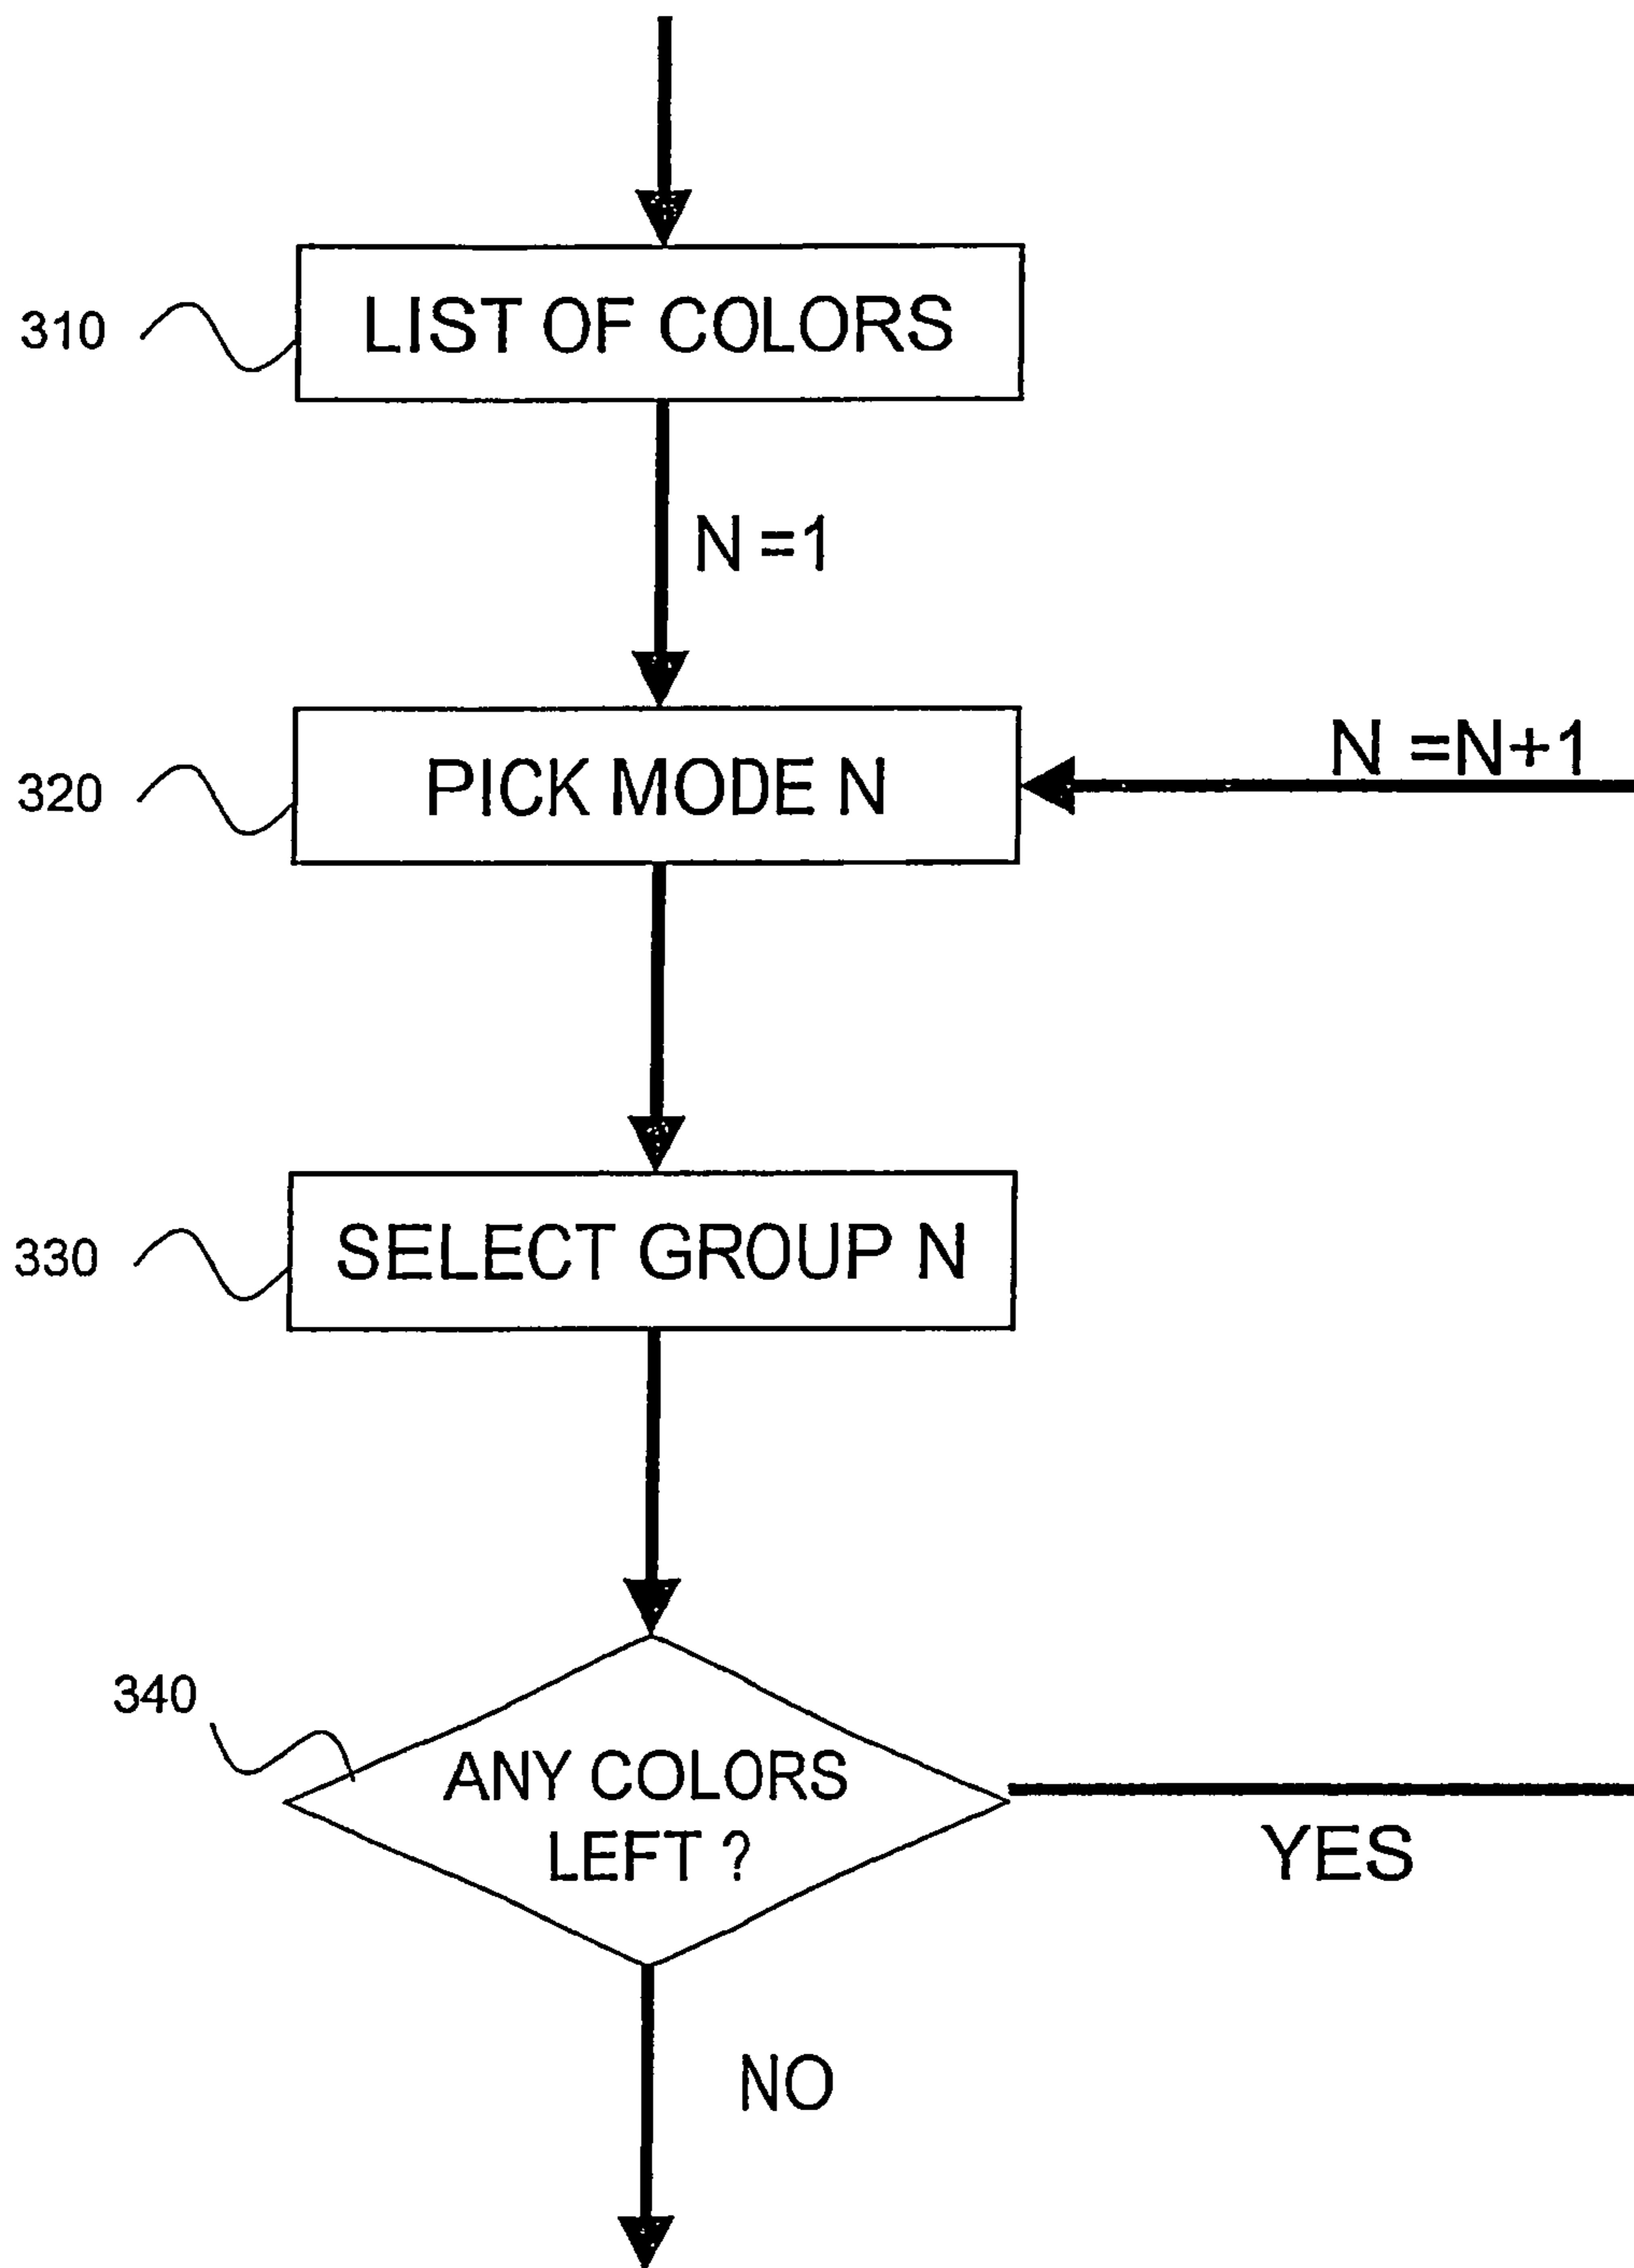 310
LIST OF COLORS
N =1
320
PICK MODE N
N =N+1
330
SELECT GROUP N
340
ANY COLORS
LEFT ?
YES
NO